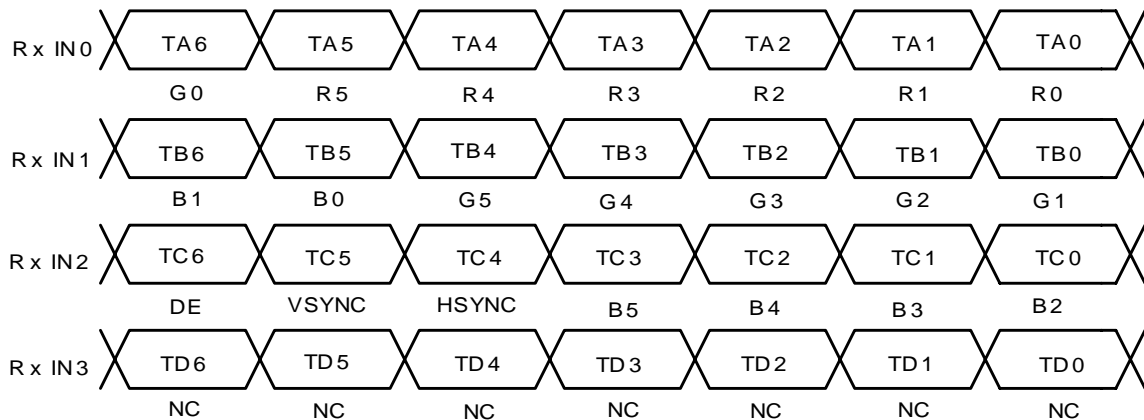 Rx IN0 TA6 TA5 TA4 TA3 TA2 TA1 TA0
G0 R5 R4 R3 R2 R1 R0
Rx IN1 TB6 TB5 TB4 TB3 TB2 TB1 TB0
B1 B0 G5 G4 G3 G2 G1
Rx IN2 TC6 TC5 TC4 TC3 TC2 TC1 TC0
DE VSYNC HSYNC B5 B4 B3 B2
Rx IN3 TD6 TD5 TD4 TD3 TD2 TD1 TD0
NC NC NC NC NC NC NC